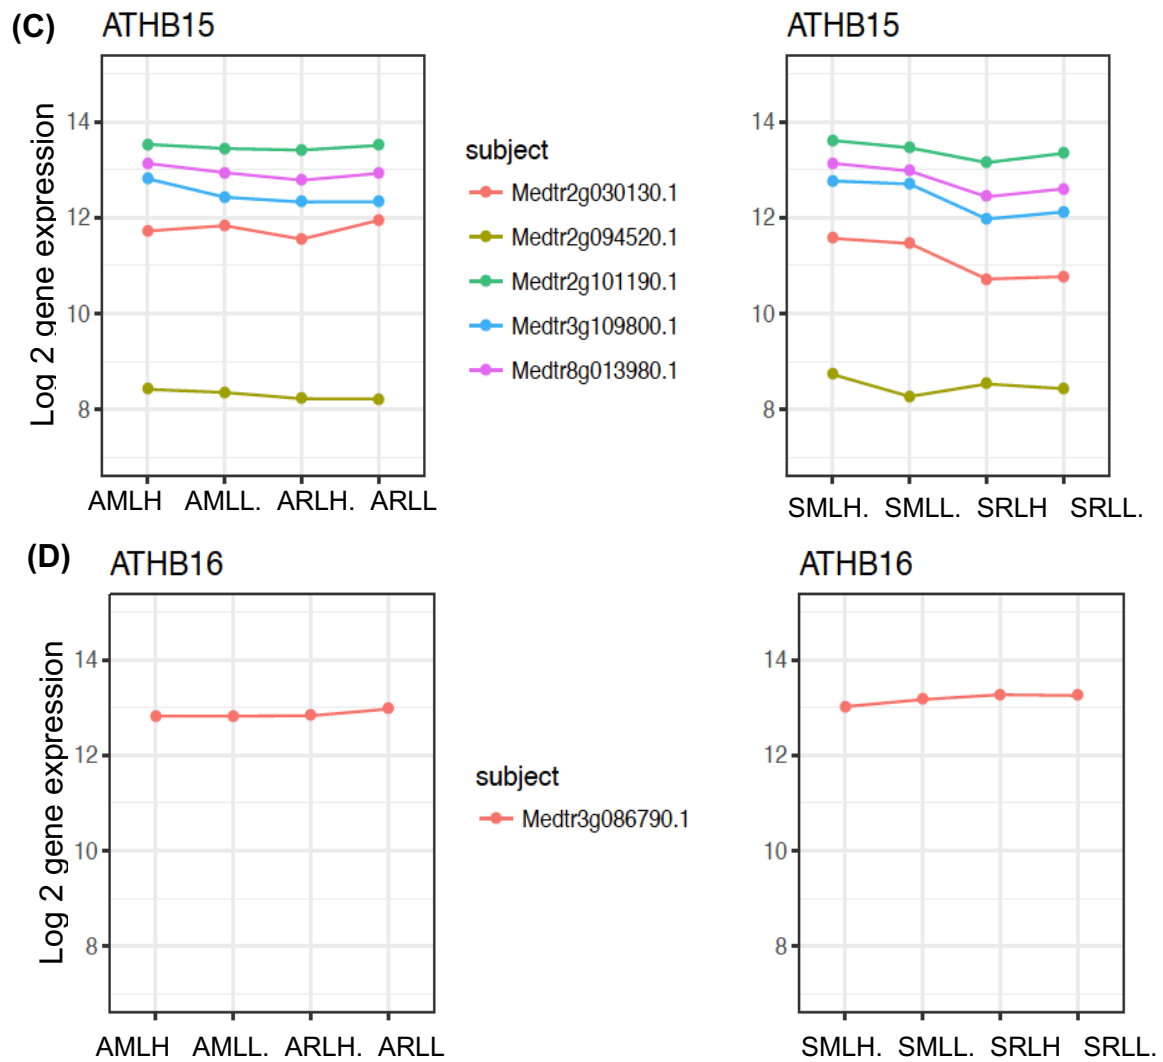 (C)
ATHB15
ATHB15
Log 2 gene expression
14
12
10
8
AMLH AMLL. ARLH. ARLL
subject
Medtr2g030130.1
Medtr2g094520.1
Medtr2g101190.1
Medtr3g109800.1
Medtr8g013980.1
14
12
10
8
SMLH. SMLL. SRLH SRLL.
(D)
ATHB16
ATHB16
Log 2 gene expression
14
12
10
8
AMLH AMLL. ARLH. ARLL
subject
Medtr3g086790.1
14
12
10
8
SMLH. SMLL. SRLH SRLL.